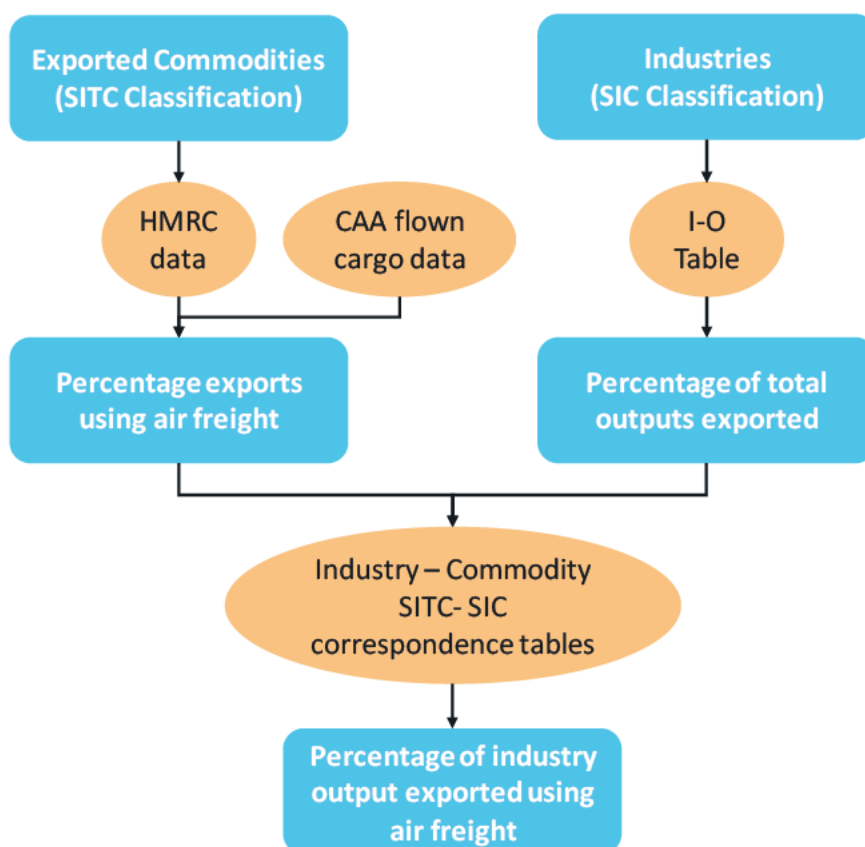 Exported Commodities
(SITC Classification)
Industries
(SIC Classification)
HMRC
data
CAA flown
cargo data
I-O
Table
Percentage exports
using air freight
Percentage of total
outputs exported
Industry – Commodity
SITC- SIC
correspondence tables
Percentage of industry
output exported using
air freight